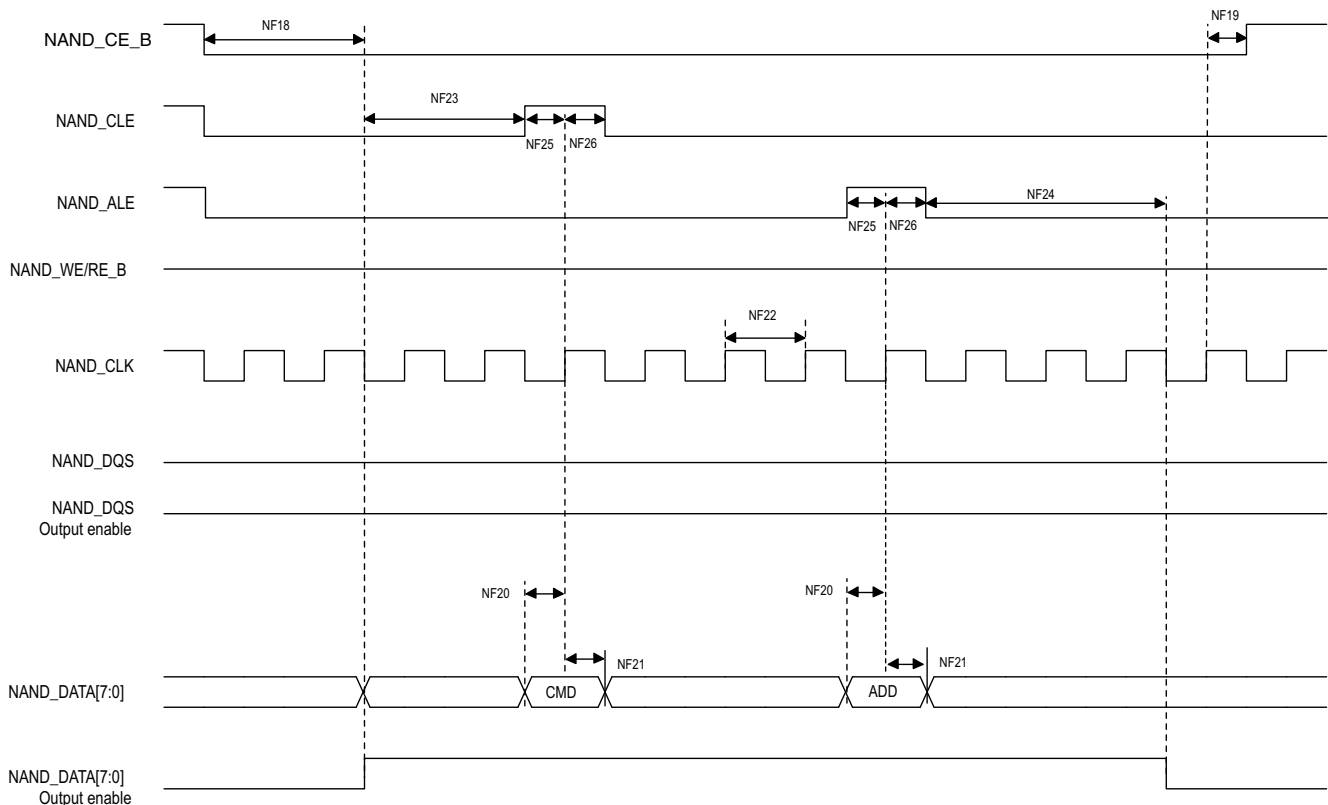 NF18
NF19
NAND_CE_B
NF23
NAND_CLE
NF25 NF26
NAND_ALE
NF24
NF25 NF26
NAND_WE/RE_B
NF22
NAND_CLK
NAND_DQS
NAND_DQS
Output enable
NF20
NF20
NF21
NF21
NAND_DATA[7:0]
CMD
ADD
NAND_DATA[7:0]
Output enable